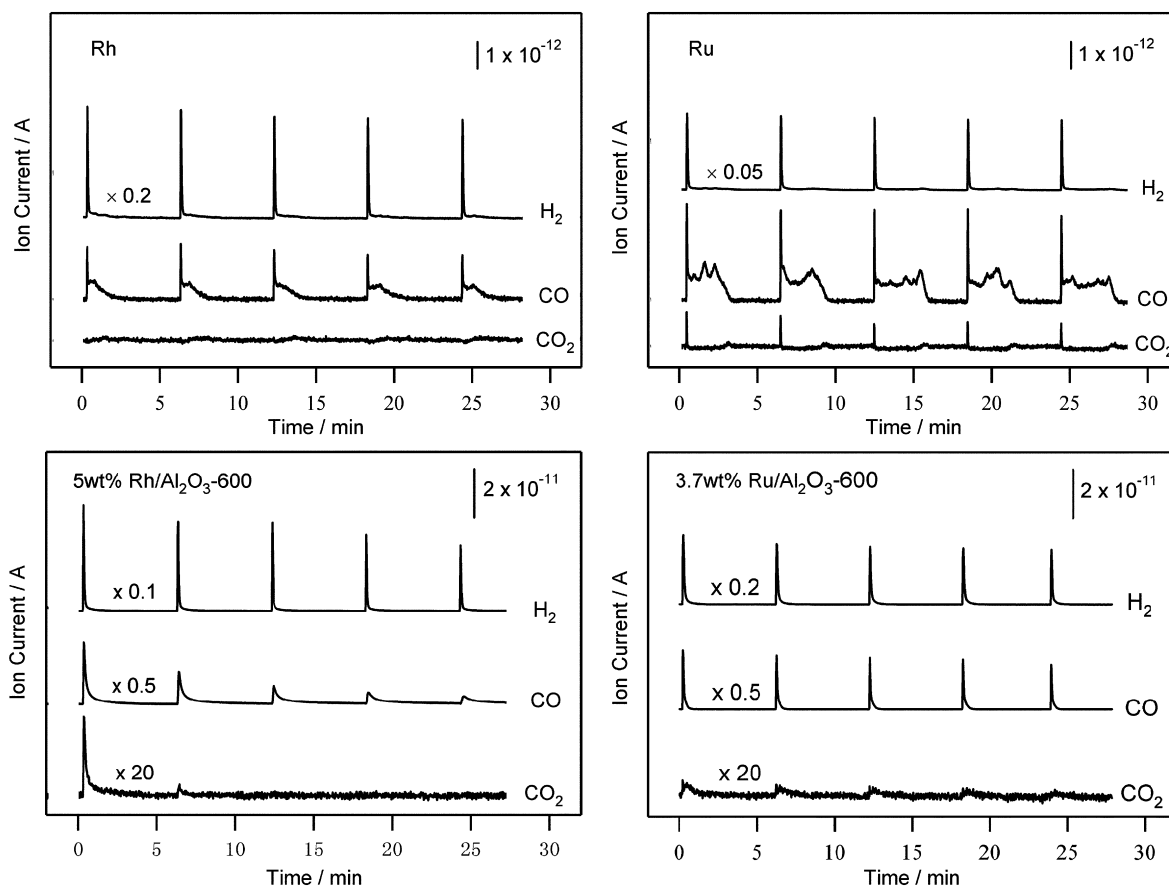 Rh
1 x 10⁻¹²
× 0.2
H₂
CO
CO₂
Ion Current / A
0 5 10 15 20 25 30
Time / min
Ru
1 x 10⁻¹²
× 0.05
H₂
CO
CO₂
Ion Current / A
0 5 10 15 20 25 30
Time / min
5wt% Rh/Al₂O₃-600
2 x 10⁻¹¹
x 0.1
H₂
x 0.5
CO
x 20
CO₂
Ion Current / A
0 5 10 15 20 25 30
Time / min
3.7wt% Ru/Al₂O₃-600
2 x 10⁻¹¹
x 0.2
H₂
x 0.5
CO
x 20
CO₂
Ion Current / A
0 5 10 15 20 25 30
Time / min